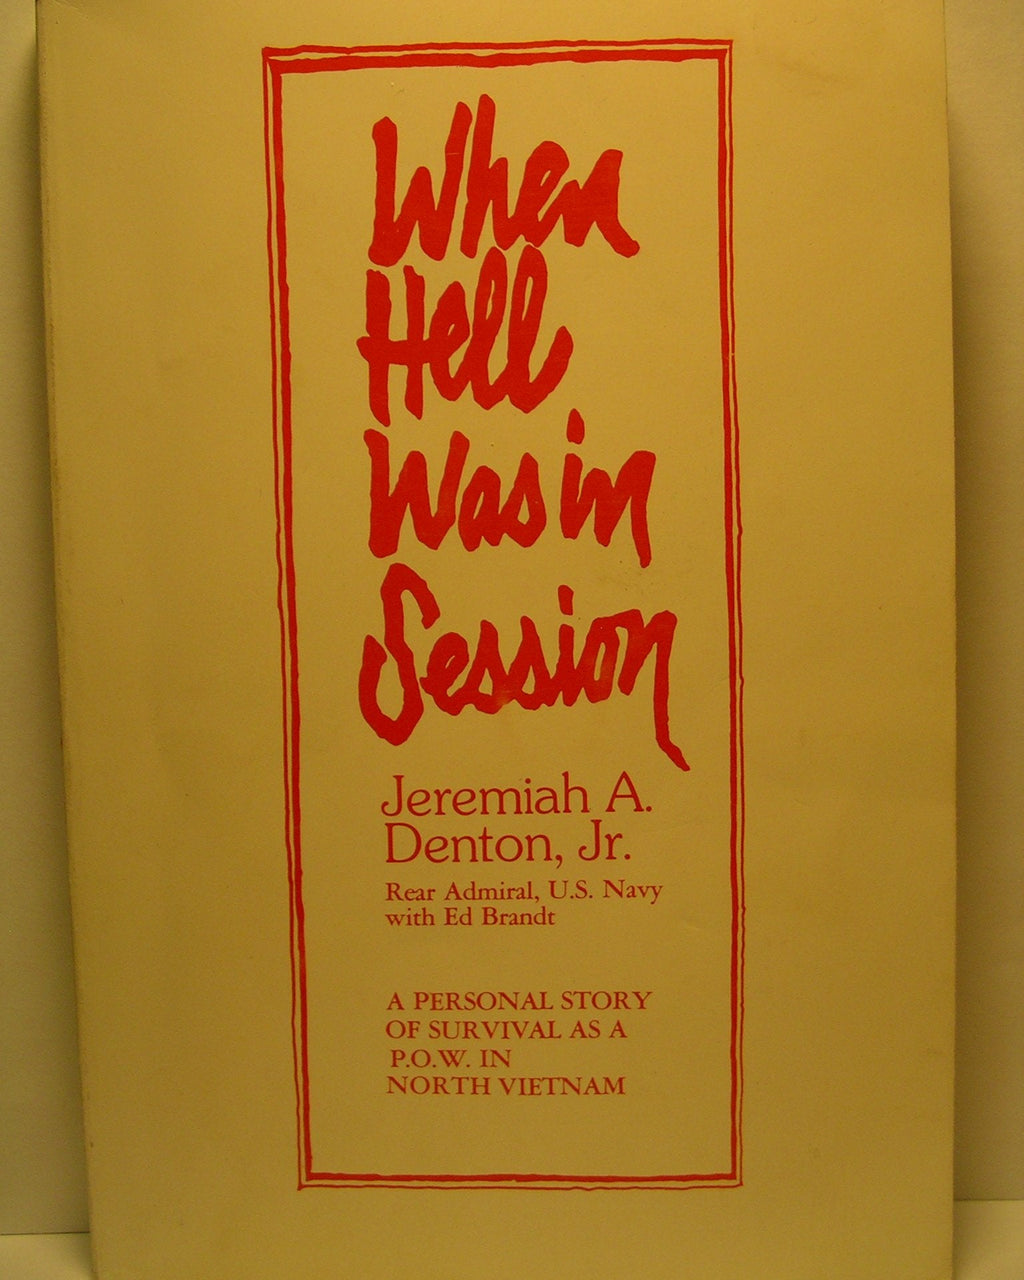 When
Hell
Was in
Session
Jeremiah A.
Denton, Jr.
Rear Admiral, U.S. Navy
with Ed Brandt
A PERSONAL STORY
OF SURVIVAL AS A
P.O.W. IN
NORTH VIETNAM